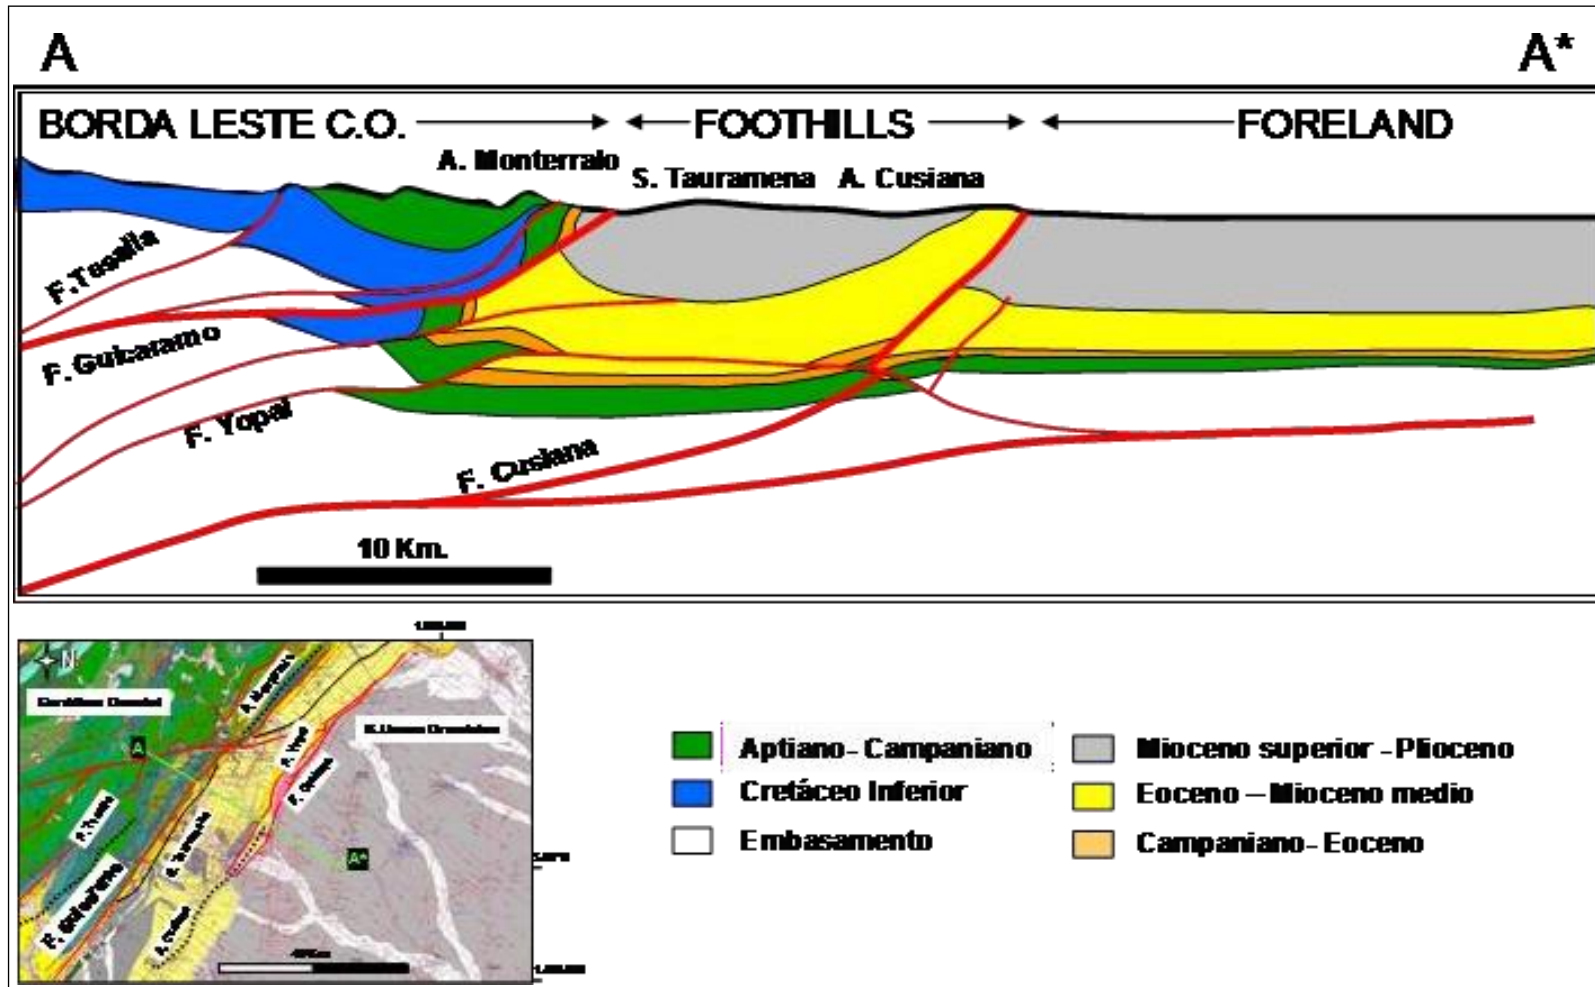 A
A*
BORDA LESTE C.O.
FOOTHILLS
FORELAND
A. Monterralo
S. Tauramena
A. Cusiana
F. Tesalia
F. Guicaramo
F. Yopal
F. Cusiana
10 Km.
N
A
A*
Aptiano-Campaniano
Cretáceo Inferior
Embasamento
Mioceno superior -Plioceno
Eoceno – Mioceno medio
Campaniano-Eoceno